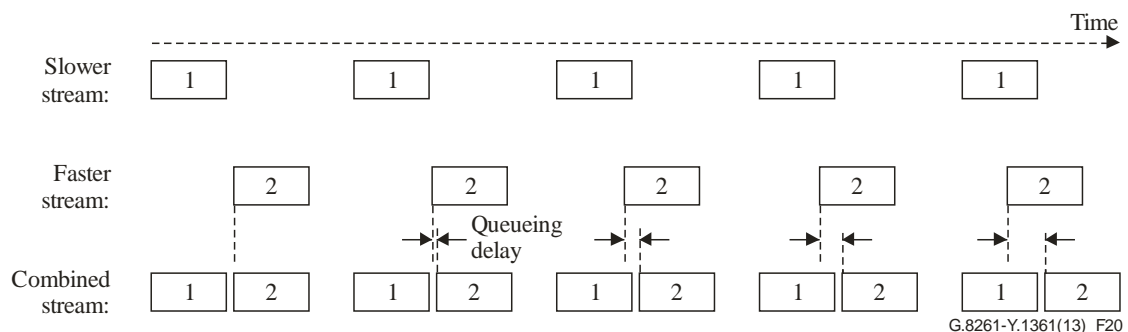 Time
Slower
stream:
1 1 1 1 1
Faster
stream:
2 2 2 2 2
Queueing
delay
Combined
stream:
1 2 1 2 1 2 1 2 1 2
G.8261-Y.1361(13)_F20